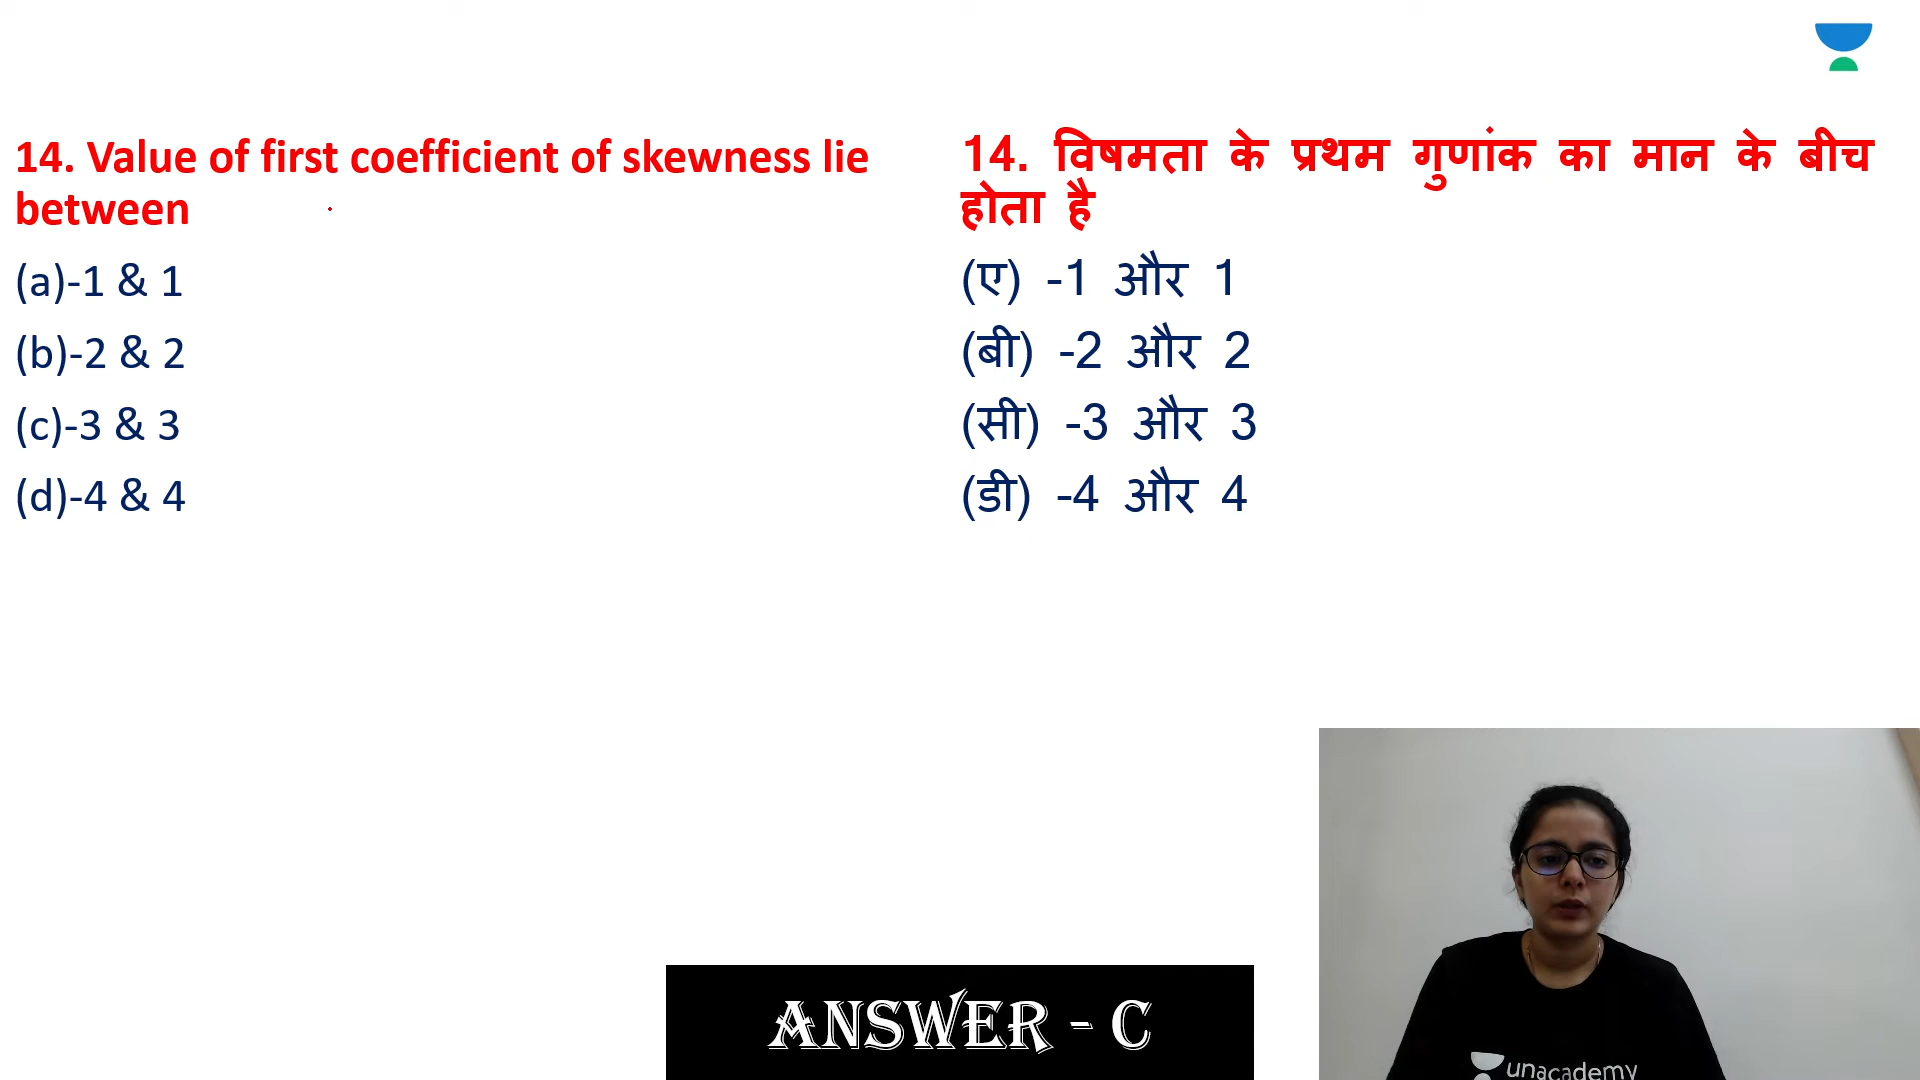 14. Value of first coefficient of skewness lie
between
(a)-1 & 1
(b)-2 & 2
(c)-3 & 3
(d)-4 & 4
14. विषमता के प्रथम गुणांक का मान के बीच
होता है
(ए) -1 और 1
(बी) -2 और 2
(सी) -3 और 3
(डी) -4 और 4
ANSWER - C
unacademy